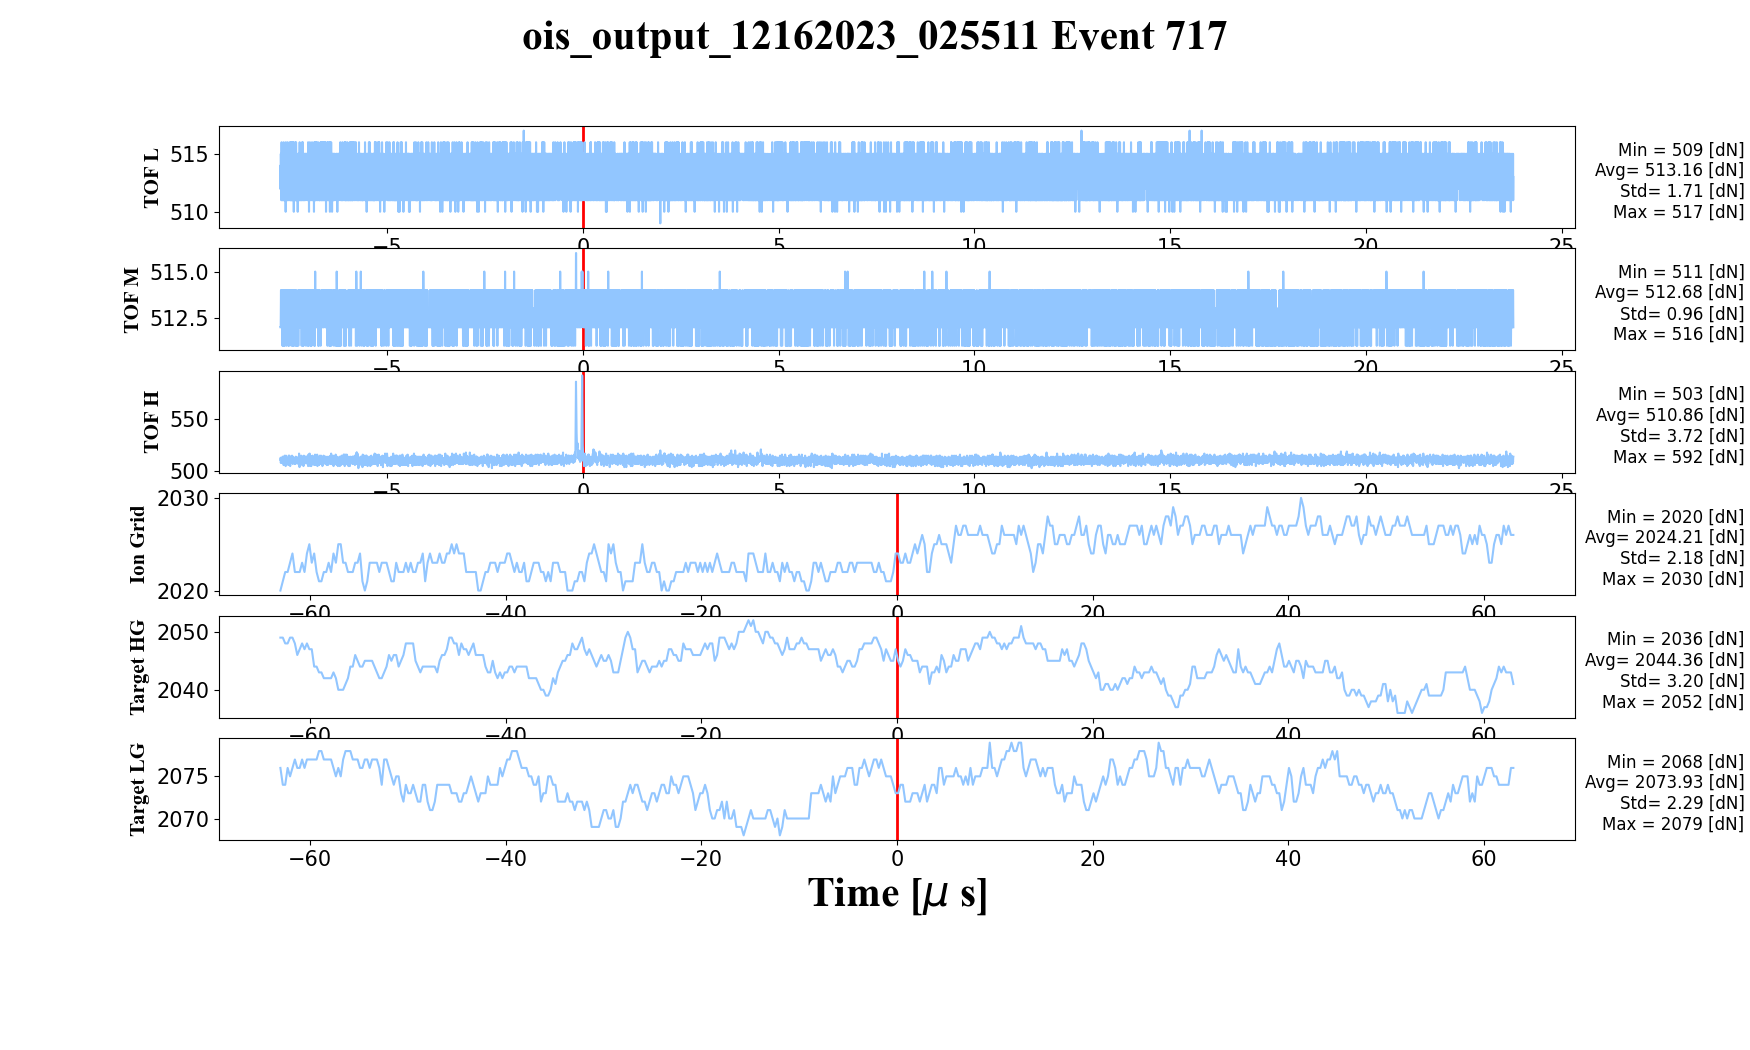 ois_output_12162023_025511 Event 717
TOF L
515
510
−5 0 5 10 15 20 25
Min = 509 [dN]
Avg= 513.16 [dN]
Std= 1.71 [dN]
Max = 517 [dN]
TOF M
515.0
512.5
−5 0 5 10 15 20 25
Min = 511 [dN]
Avg= 512.68 [dN]
Std= 0.96 [dN]
Max = 516 [dN]
TOF H
550
500
−5 0 5 10 15 20 25
Min = 503 [dN]
Avg= 510.86 [dN]
Std= 3.72 [dN]
Max = 592 [dN]
Ion Grid
2030
2020
−60 −40 −20 0 20 40 60
Min = 2020 [dN]
Avg= 2024.21 [dN]
Std= 2.18 [dN]
Max = 2030 [dN]
Target HG
2050
2040
−60 −40 −20 0 20 40 60
Min = 2036 [dN]
Avg= 2044.36 [dN]
Std= 3.20 [dN]
Max = 2052 [dN]
Target LG
2075
2070
−60 −40 −20 0 20 40 60
Min = 2068 [dN]
Avg= 2073.93 [dN]
Std= 2.29 [dN]
Max = 2079 [dN]
Time [μ s]